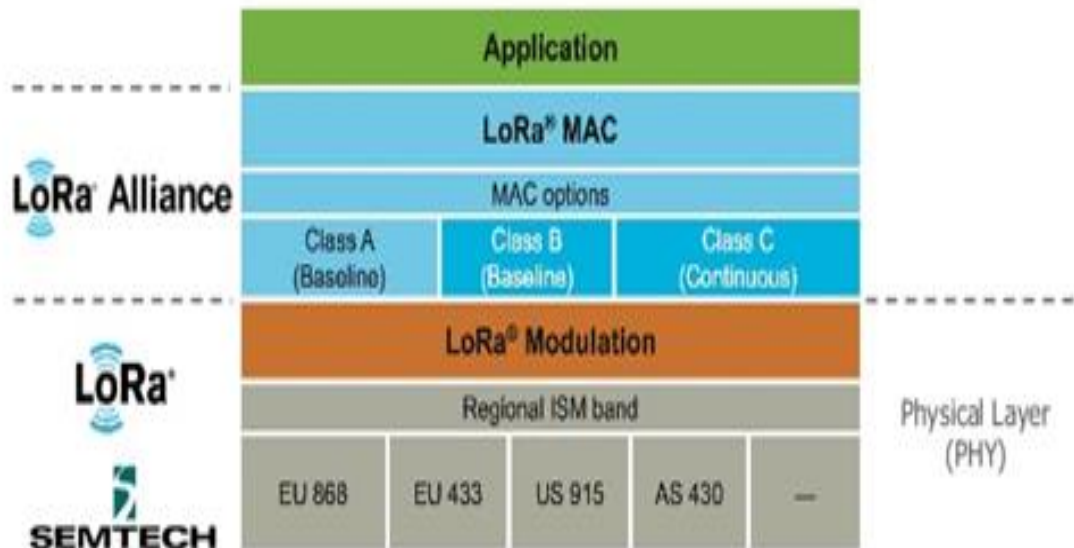 Application
LoRa® MAC
LoRa® Alliance
MAC options
Class A
(Baseline)
Class B
(Baseline)
Class C
(Continuous)
LoRa® Modulation
LoRa®
Regional ISM band
Physical Layer
(PHY)
EU 868
EU 433
US 915
AS 430
—
SEMTECH